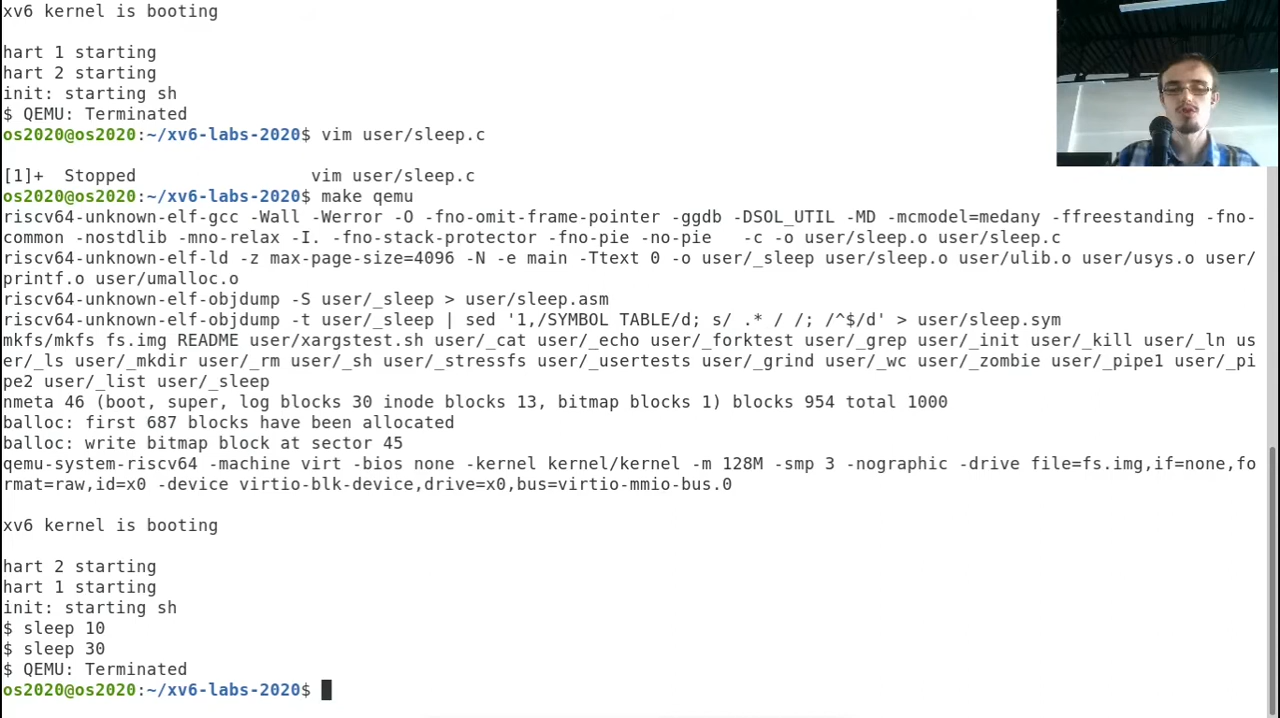 xv6 kernel is booting
hart 1 starting
hart 2 starting
init: starting sh
$ QEMU: Terminated
os2020@os2020:~/xv6-labs-2020$ vim user/sleep.c
[1]+  Stopped                 vim user/sleep.c
os2020@os2020:~/xv6-labs-2020$ make qemu
riscv64-unknown-elf-gcc -Wall -Werror -O -fno-omit-frame-pointer -ggdb -DSOL_UTIL -MD -mcmodel=medany -ffreestanding -fno-
common -nostdlib -mno-relax -I. -fno-stack-protector -fno-pie -no-pie   -c -o user/sleep.o user/sleep.c
riscv64-unknown-elf-ld -z max-page-size=4096 -N -e main -Ttext 0 -o user/_sleep user/sleep.o user/ulib.o user/usys.o user/
printf.o user/umalloc.o
riscv64-unknown-elf-objdump -S user/_sleep > user/sleep.asm
riscv64-unknown-elf-objdump -t user/_sleep | sed '1,/SYMBOL TABLE/d; s/ .* / /; /^$/d' > user/sleep.sym
mkfs/mkfs fs.img README user/xargstest.sh user/_cat user/_echo user/_forktest user/_grep user/_init user/_kill user/_ln us
er/_ls user/_mkdir user/_rm user/_sh user/_stressfs user/_usertests user/_grind user/_wc user/_zombie user/_pipe1 user/_pi
pe2 user/_list user/_sleep
nmeta 46 (boot, super, log blocks 30 inode blocks 13, bitmap blocks 1) blocks 954 total 1000
balloc: first 687 blocks have been allocated
balloc: write bitmap block at sector 45
qemu-system-riscv64 -machine virt -bios none -kernel kernel/kernel -m 128M -smp 3 -nographic -drive file=fs.img,if=none,fo
rmat=raw,id=x0 -device virtio-blk-device,drive=x0,bus=virtio-mmio-bus.0
xv6 kernel is booting
hart 2 starting
hart 1 starting
init: starting sh
$ sleep 10
$ sleep 30
$ QEMU: Terminated
os2020@os2020:~/xv6-labs-2020$